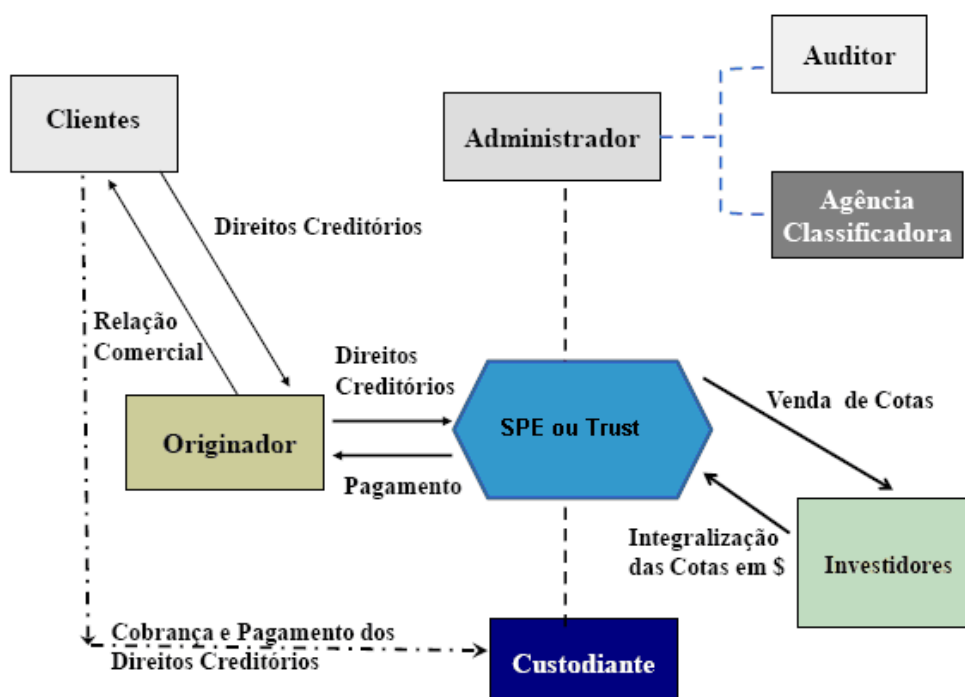 Auditor
Clientes
Administrador
Agência
Classificadora
Direitos Creditórios
Relação
Comercial
Direitos
Creditórios
Venda de Cotas
Originador
SPE ou Trust
Pagamento
Integralização
das Cotas em $
Investidores
Cobrança e Pagamento dos
Direitos Creditórios
Custodiante